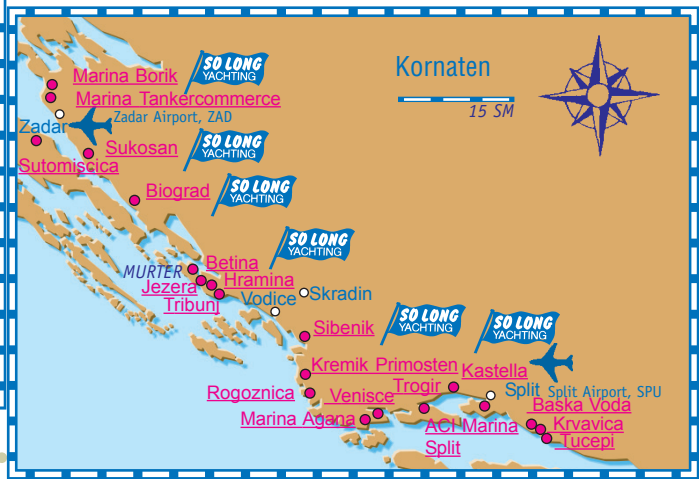 SO LONG
YACHTING
Kornaten
15 SM
Marina Borik
Marina Tankercommerce
Zadar Airport, ZAD
Zadar
SO LONG
YACHTING
Sukosan
Sutomiscica
SO LONG
YACHTING
Biograd
SO LONG
YACHTING
Betina
MURTER
Hramina
Jezera
Tribunj
Vodice
Skradin
SO LONG
YACHTING
SO LONG
YACHTING
Sibenik
Kremik Primosten
Kastella
Trogir
Rogoznica
Venisce
Split
Split Airport, SPU
Marina Agana
ACI Marina
Split
Baska Voda
Krvavica
Tucepi